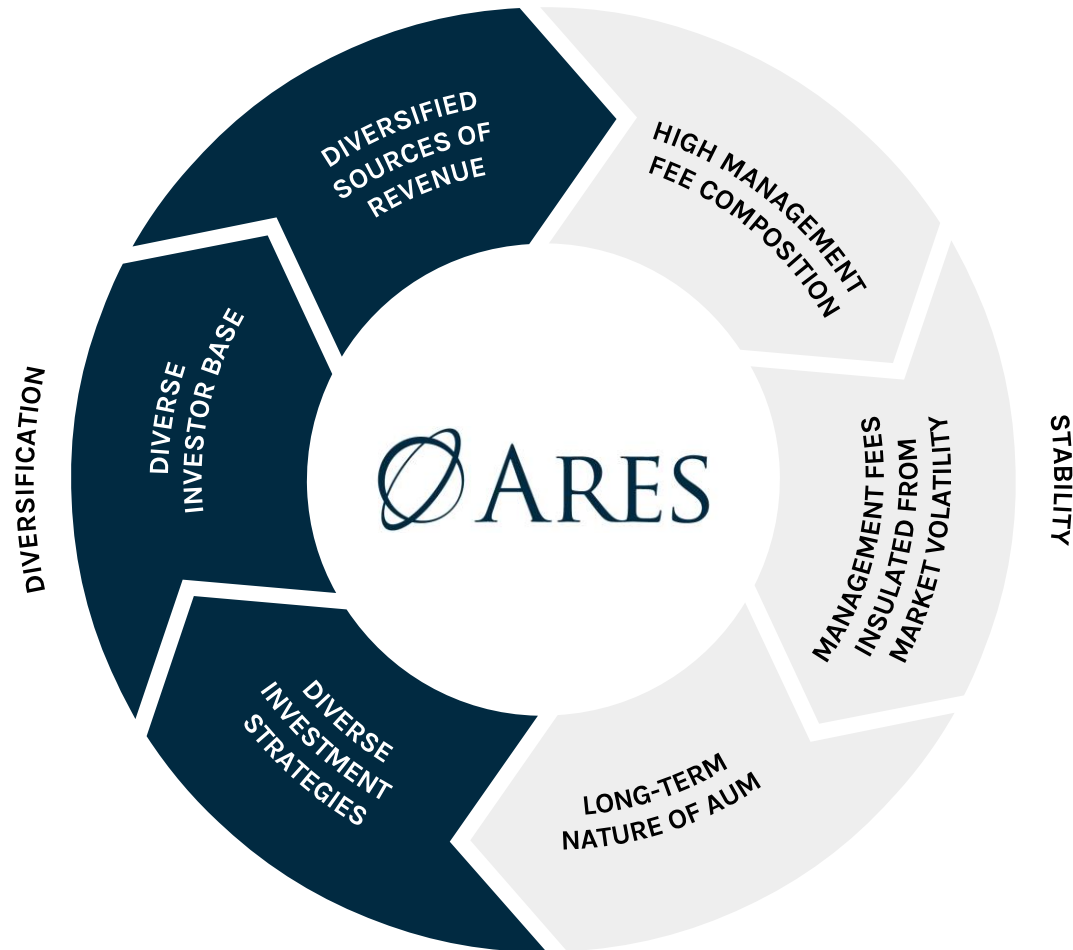 DIVERSIFIED
SOURCES OF
REVENUE
HIGH MANAGEMENT
FEE COMPOSITION
DIVERSIFICATION
DIVERSE
INVESTOR BASE
ARES
MANAGEMENT FEES
INSULATED FROM
MARKET VOLATILITY
STABILITY
DIVERSE
INVESTMENT
STRATEGIES
LONG-TERM
NATURE OF AUM